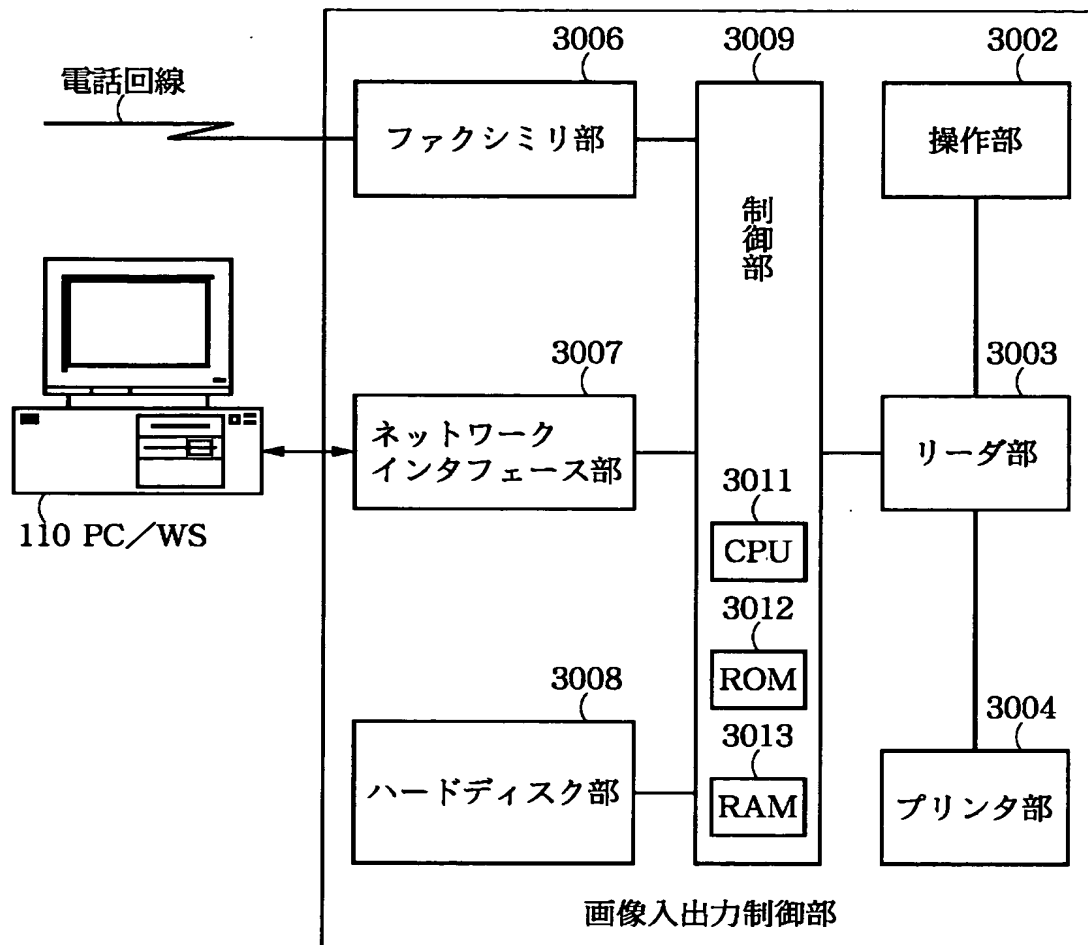 3006
3009
3002
電話回線
ファクシミリ部
操作部
制御部
3007
3003
ネットワーク
インタフェース部
リーダ部
3011
CPU
110 PC／WS
3012
ROM
3008
3004
3013
ハードディスク部
RAM
プリンタ部
画像入出力制御部